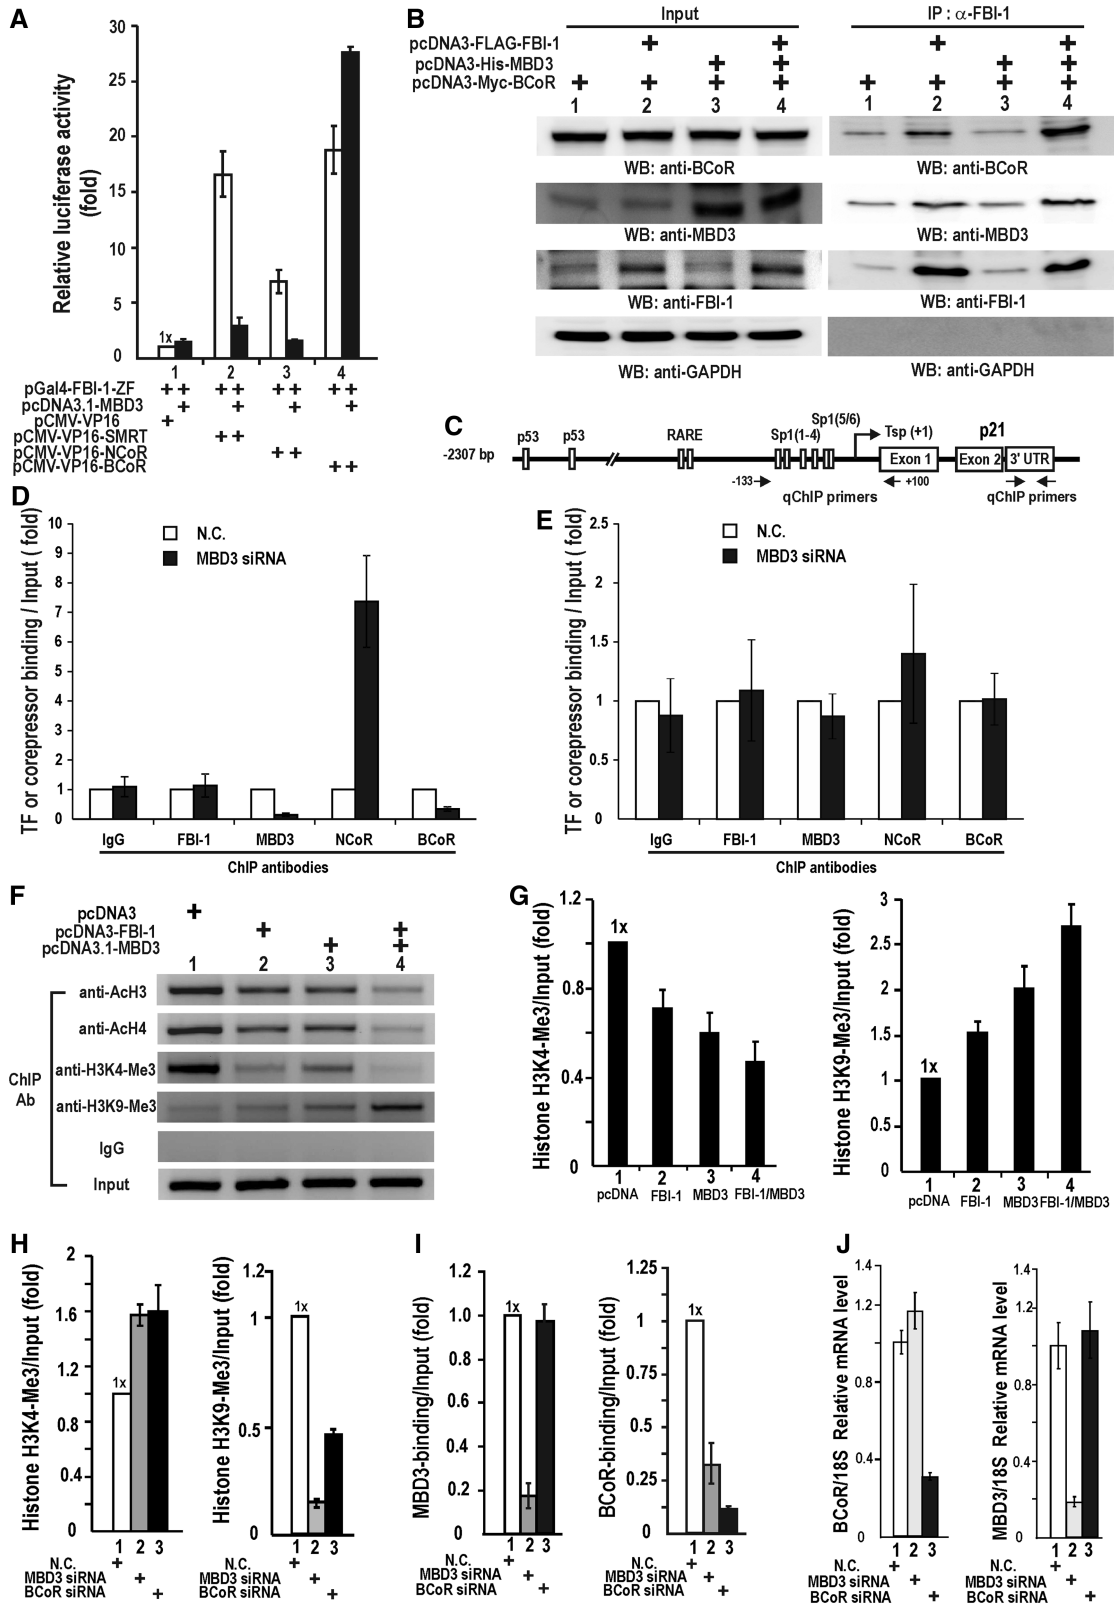 A
30
25
20
15
10
5
0
Relative luciferase activity
(fold)
1x
1 2 3 4
pGal4-FBI-1-ZF + + + + + + + +
pcDNA3.1-MBD3 + + + +
pCMV-VP16 +
pCMV-VP16-SMRT + +
pCMV-VP16-NCoR + +
pCMV-VP16-BCoR + +
B
Input IP : α-FBI-1
pcDNA3-FLAG-FBI-1 + + + +
pcDNA3-His-MBD3 + + + +
pcDNA3-Myc-BCoR + + + + + + + +
1 2 3 4 1 2 3 4
WB: anti-BCoR WB: anti-BCoR
WB: anti-MBD3 WB: anti-MBD3
WB: anti-FBI-1 WB: anti-FBI-1
WB: anti-GAPDH WB: anti-GAPDH
C
Sp1(5/6)
p53 p53 RARE Sp1(1-4) Tsp (+1) p21
-2307 bp Exon 1 Exon 2 3' UTR
-133 +100
qChIP primers qChIP primers
D
TF or corepressor binding / Input ( fold)
10
9
8
7
6
5
4
3
2
1
0
N.C.
MBD3 siRNA
IgG FBI-1 MBD3 NCoR BCoR
ChIP antibodies
E
TF or corepressor binding / Input ( fold)
2.5
2
1.5
1
0.5
0
N.C.
MBD3 siRNA
IgG FBI-1 MBD3 NCoR BCoR
ChIP antibodies
F
pcDNA3 +
pcDNA3-FBI-1 + +
pcDNA3.1-MBD3 + +
1 2 3 4
ChIP
Ab
anti-AcH3
anti-AcH4
anti-H3K4-Me3
anti-H3K9-Me3
IgG
Input
G
Histone H3K4-Me3/Input (fold)
1.2
0.8
0.4
0
1x
1 2 3 4
pcDNA FBI-1 MBD3 FBI-1/MBD3
Histone H3K9-Me3/Input (fold)
3
2.5
2
1.5
1
0.5
0
1x
1 2 3 4
pcDNA FBI-1 MBD3 FBI-1/MBD3
H
Histone H3K4-Me3/Input (fold)
2
1.6
1.2
0.8
0.4
0
1x
1 2 3
N.C. +
MBD3 siRNA +
BCoR siRNA +
Histone H3K9-Me3/Input (fold)
1.2
1
0.5
0
1x
1 2 3
N.C. +
MBD3 siRNA +
BCoR siRNA +
I
MBD3-binding/Input (fold)
1.2
1.0
0.8
0.6
0.4
0.2
0
1x
1 2 3
N.C. +
MBD3 siRNA +
BCoR siRNA +
BCoR-binding/Input (fold)
1.25
1
0.75
0.5
0.25
0
1x
1 2 3
N.C. +
MBD3 siRNA +
BCoR siRNA +
J
BCoR/18S Relative mRNA level
1.4
1.2
0.8
0.4
0
1 2 3
N.C. +
MBD3 siRNA +
BCoR siRNA +
MBD3/18S Relative mRNA level
1.4
1.2
0.8
0.4
0
1 2 3
N.C. +
MBD3 siRNA +
BCoR siRNA +